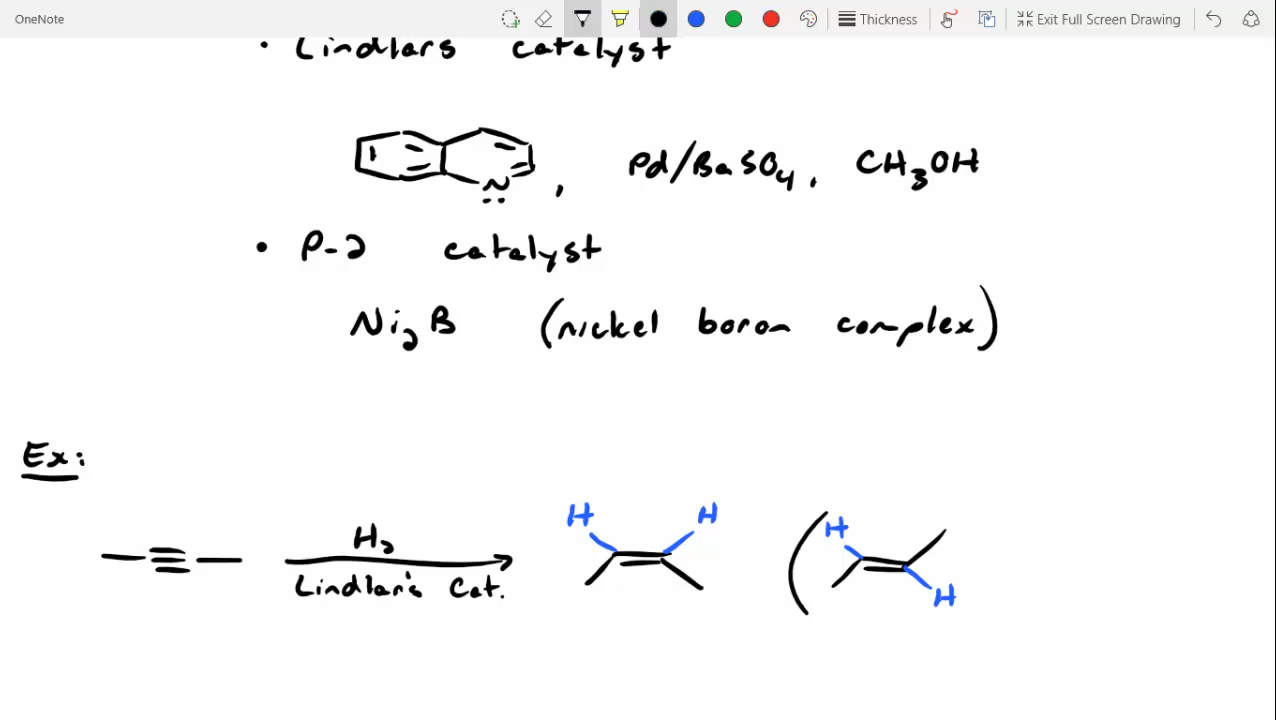 OneNote
Thickness
Exit Full Screen Drawing
• Lindlars catalyst
N , Pd/BaSO₄, CH₃OH
• P-2 catalyst
Ni₂B (nickel boron complex)
Ex:
H₂
Lindlar's Cat.
H H
(H
H